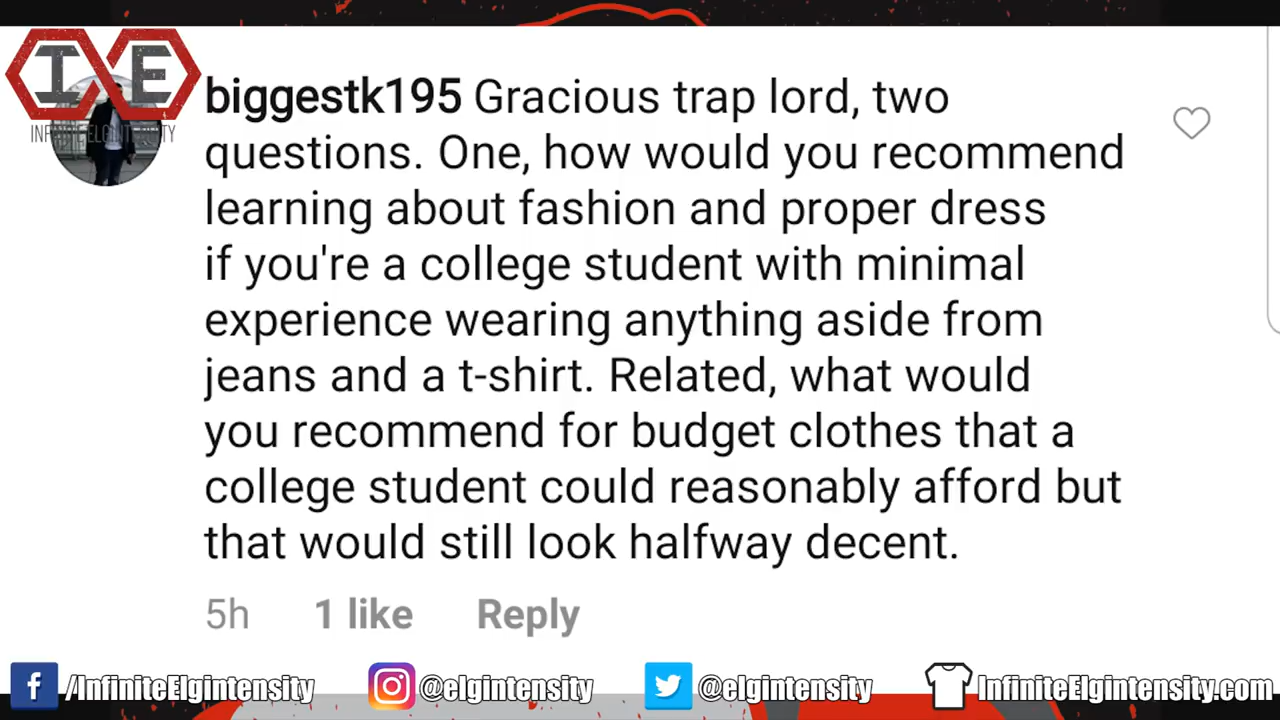 IXE
INFINITE ELGINTENSITY
biggestk195 Gracious trap lord, two
questions. One, how would you recommend
learning about fashion and proper dress
if you're a college student with minimal
experience wearing anything aside from
jeans and a t-shirt. Related, what would
you recommend for budget clothes that a
college student could reasonably afford but
that would still look halfway decent.
5h 1 like Reply
f /InfiniteElgintensity @elgintensity @elgintensity InfiniteElgintensity.com